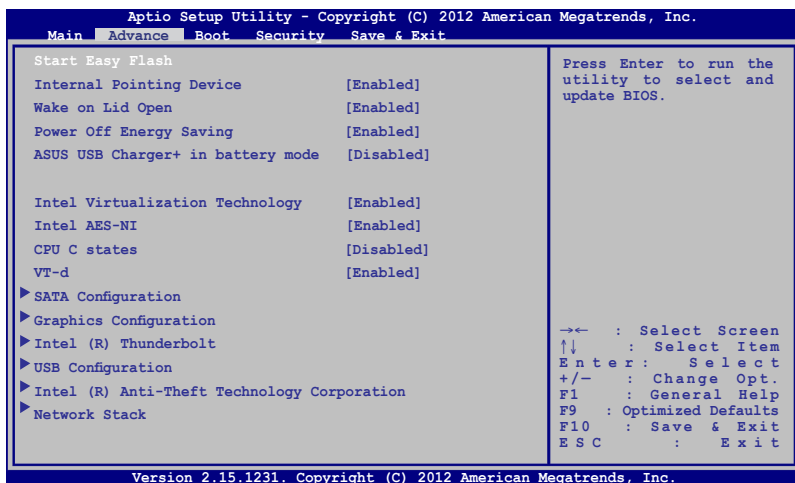 Aptio Setup Utility - Copyright (C) 2012 American Megatrends, Inc.
Main Advance Boot Security Save & Exit
Start Easy Flash
Internal Pointing Device [Enabled]
Wake on Lid Open [Enabled]
Power Off Energy Saving [Enabled]
ASUS USB Charger+ in battery mode [Disabled]
Intel Virtualization Technology [Enabled]
Intel AES-NI [Enabled]
CPU C states [Disabled]
VT-d [Enabled]
SATA Configuration
Graphics Configuration
Intel (R) Thunderbolt
USB Configuration
Intel (R) Anti-Theft Technology Corporation
Network Stack
Press Enter to run the
utility to select and
update BIOS.
→← : Select Screen
↑↓ : Select Item
Enter: Select
+/— : Change Opt.
F1 : General Help
F9 : Optimized Defaults
F10 : Save & Exit
ESC : Exit
Version 2.15.1231. Copyright (C) 2012 American Megatrends, Inc.